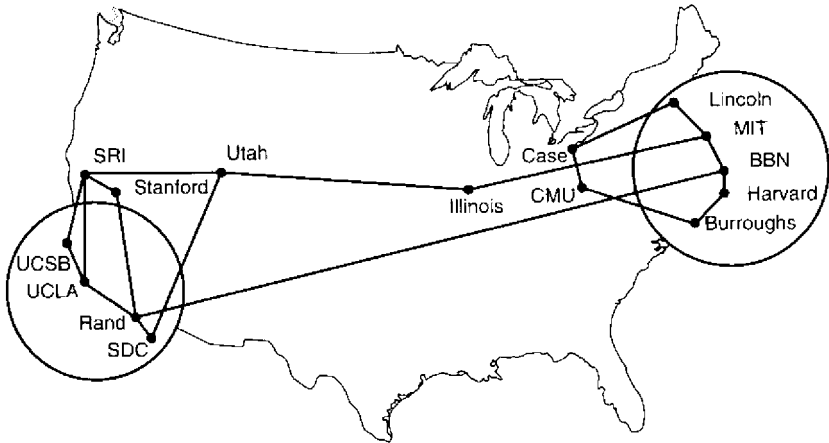 SRI
Utah
Stanford
UCSB
UCLA
Rand
SDC
Illinois
Case
CMU
Lincoln
MIT
BBN
Harvard
Burroughs